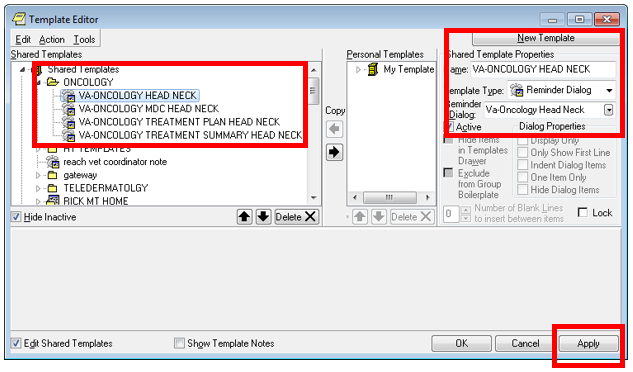 Template Editor
Edit Action Tools
New Template
Shared Templates
Shared Templates
ONCOLOGY
VA-ONCOLOGY HEAD NECK
VA-ONCOLOGY MDC HEAD NECK
VA-ONCOLOGY TREATMENT PLAN HEAD NECK
VA-ONCOLOGY TREATMENT SUMMARY HEAD NECK
HT TEMPLATES
reach vet coordinator note
gateway
TELEDERMATOLGY
RICK MT HOME
Hide Inactive
Delete
Copy
Personal Templates
My Template
Delete
Shared Template Properties
Name: VA-ONCOLOGY HEAD NECK
Template Type: Reminder Dialog
Reminder
Dialog: Va-Oncology Head Neck
Active
Dialog Properties
Hide Items
in Templates
Drawer
Exclude
from Group
Boilerplate
Display Only
Only Show First Line
Indent Dialog Items
One Item Only
Hide Dialog Items
0 Number of Blank Lines
to insert between items
Lock
Edit Shared Templates
Show Template Notes
OK
Cancel
Apply